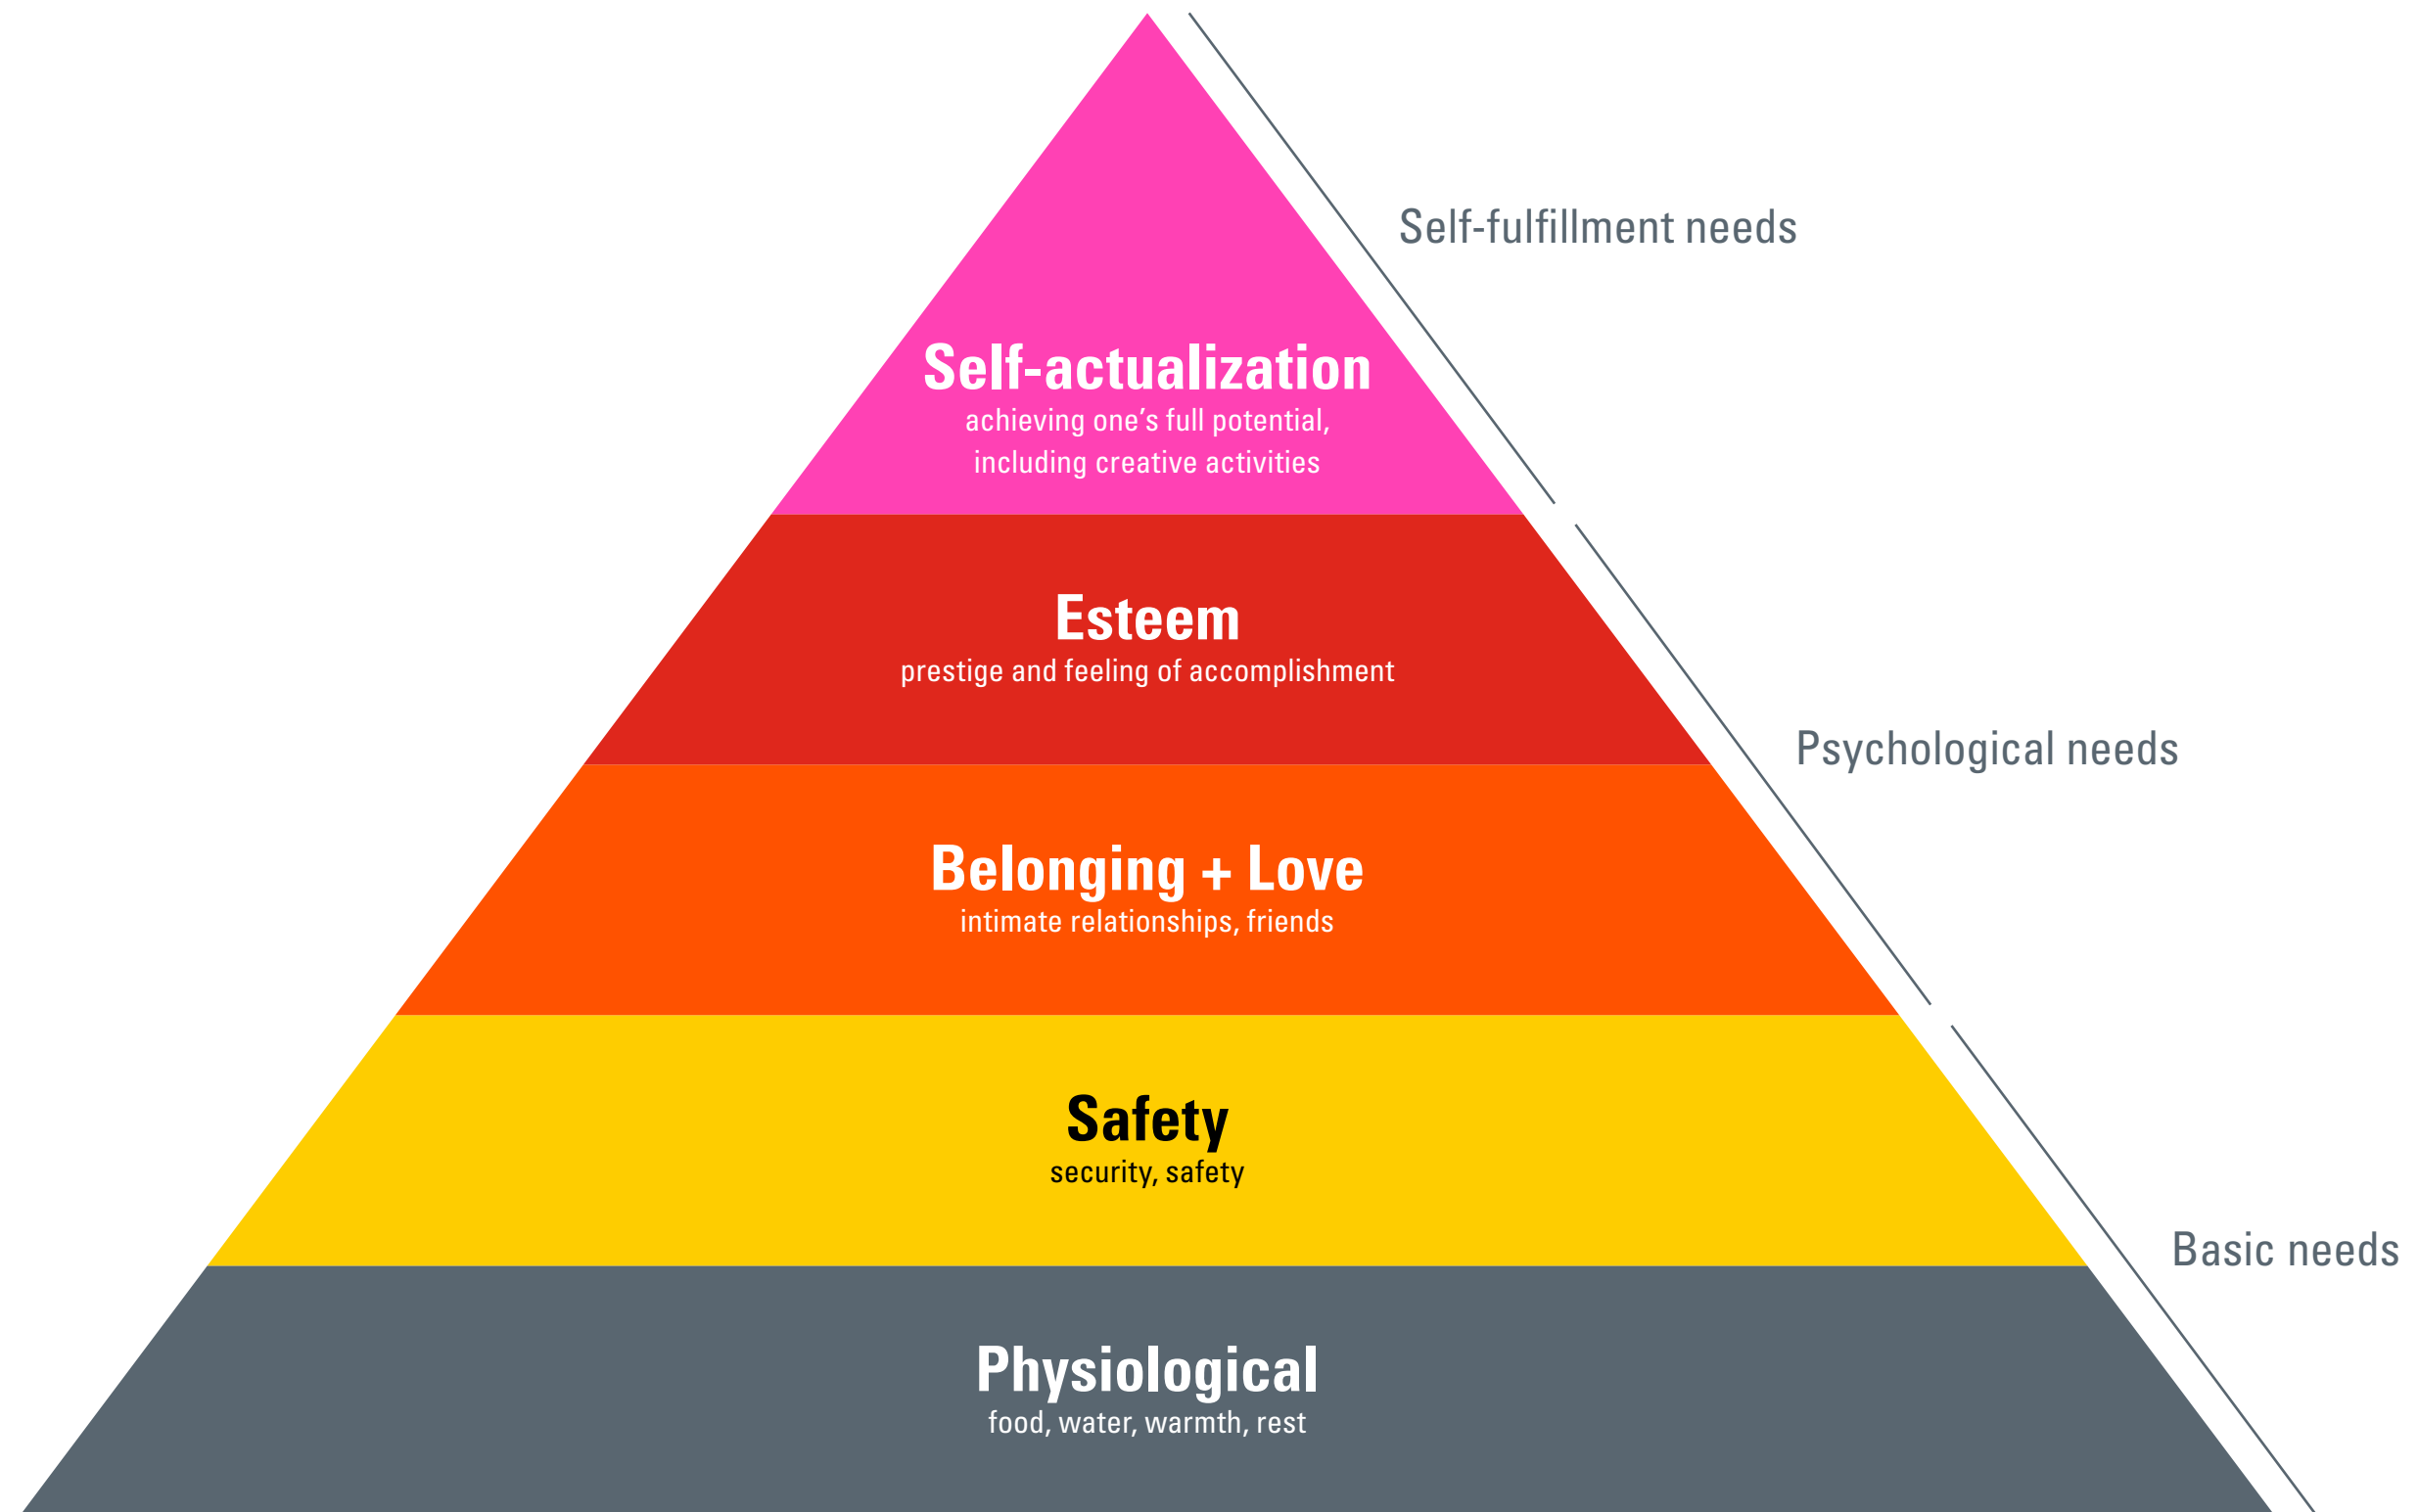 Self-fulfillment needs
Self-actualization
achieving one’s full potential,
including creative activities
Esteem
prestige and feeling of accomplishment
Psychological needs
Belonging + Love
intimate relationships, friends
Safety
security, safety
Basic needs
Physiological
food, water, warmth, rest